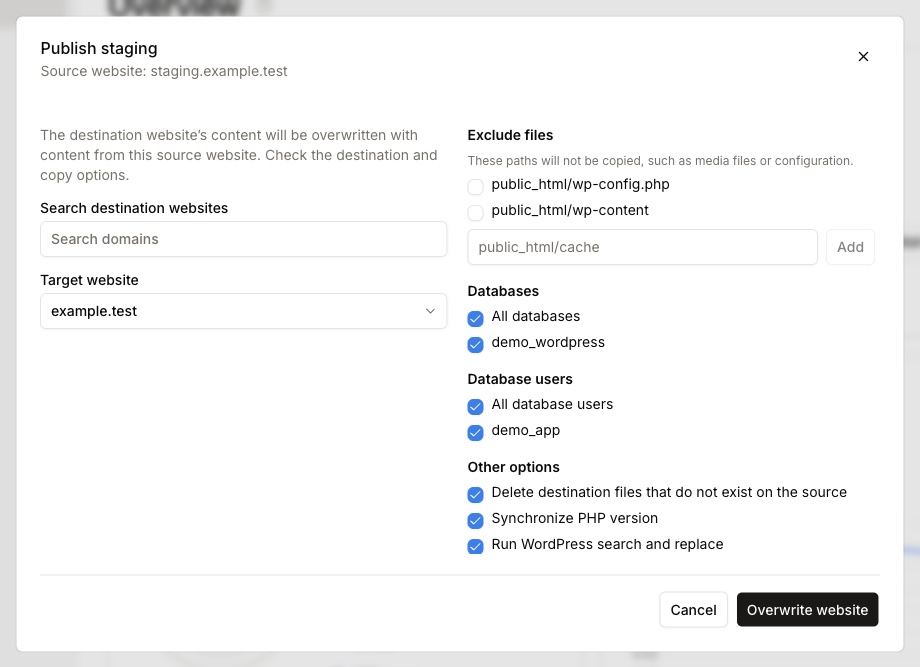 Overview
Publish staging
Source website: staging.example.test
The destination website's content will be overwritten with
content from this source website. Check the destination and
copy options.
Search destination websites
Search domains
Target website
example.test
Exclude files
These paths will not be copied, such as media files or configuration.
public_html/wp-config.php
public_html/wp-content
public_html/cache
Add
Databases
All databases
demo_wordpress
Database users
All database users
demo_app
Other options
Delete destination files that do not exist on the source
Synchronize PHP version
Run WordPress search and replace
Cancel
Overwrite website